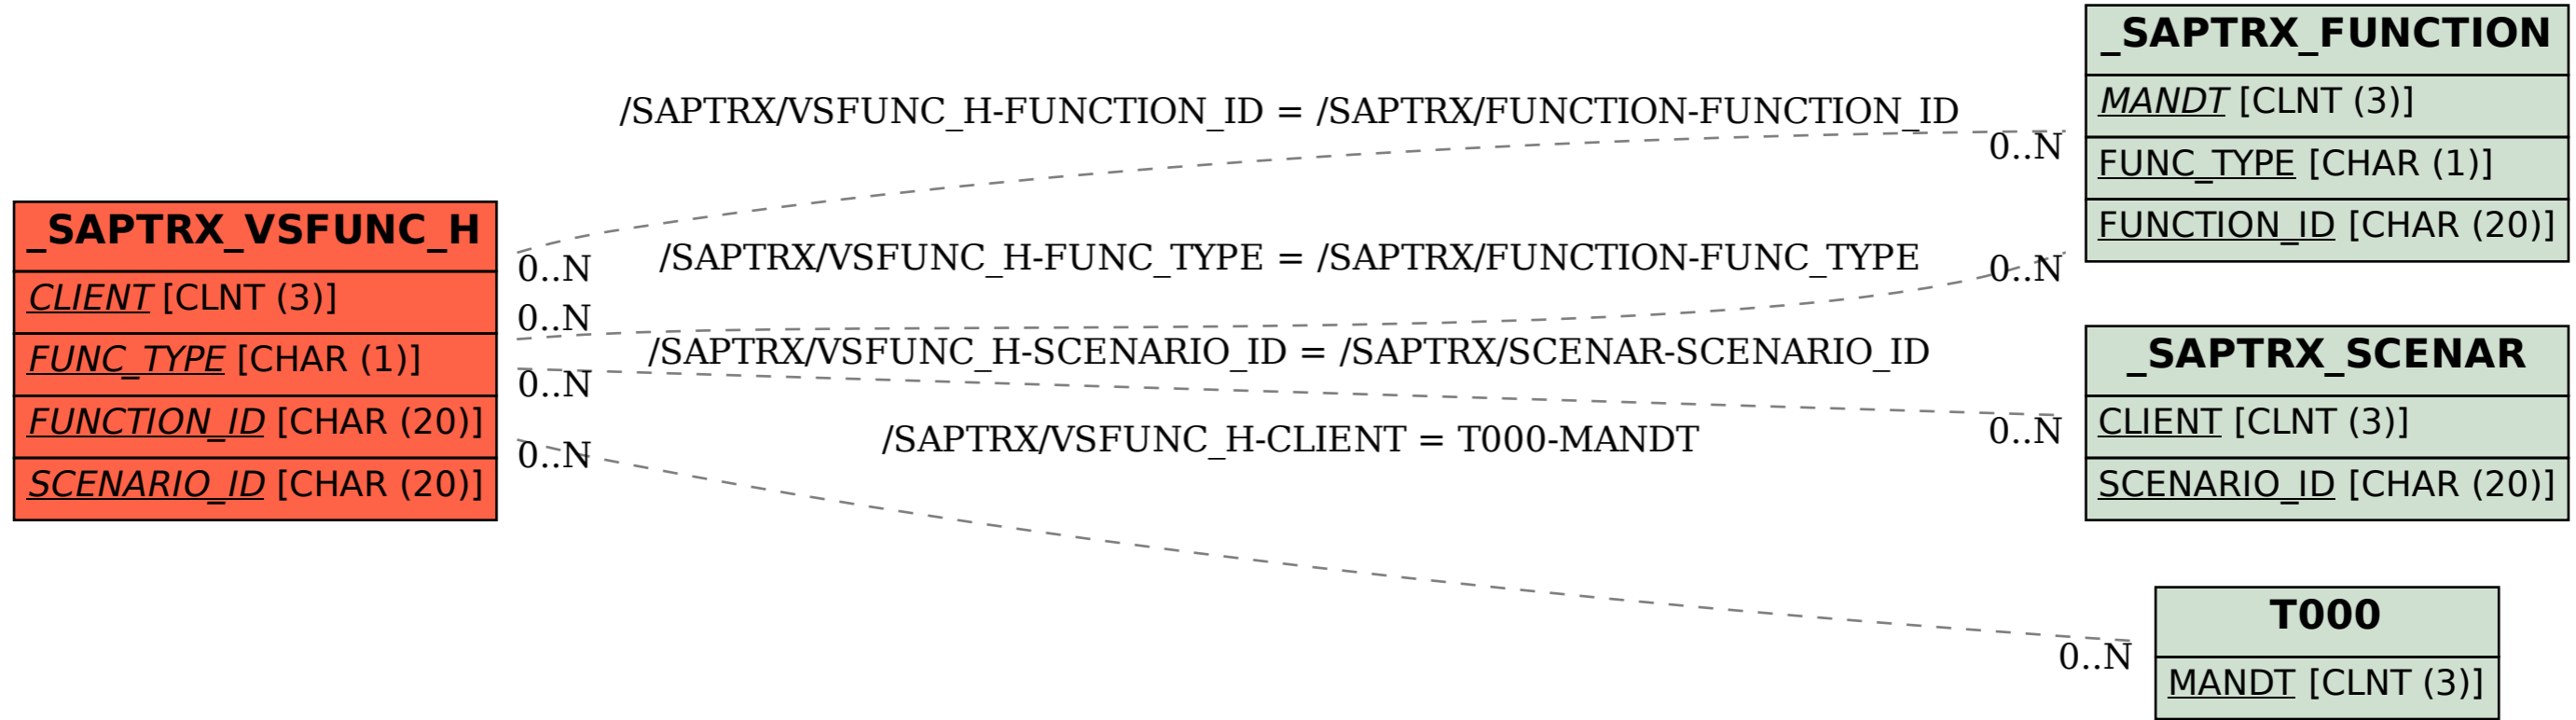 _SAPTRX_VSFUNC_H
CLIENT [CLNT (3)]
FUNC_TYPE [CHAR (1)]
FUNCTION_ID [CHAR (20)]
SCENARIO_ID [CHAR (20)]
/SAPTRX/VSFUNC_H-FUNCTION_ID = /SAPTRX/FUNCTION-FUNCTION_ID
0..N
0..N
/SAPTRX/VSFUNC_H-FUNC_TYPE = /SAPTRX/FUNCTION-FUNC_TYPE
0..N
0..N
/SAPTRX/VSFUNC_H-SCENARIO_ID = /SAPTRX/SCENAR-SCENARIO_ID
0..N
0..N
/SAPTRX/VSFUNC_H-CLIENT = T000-MANDT
0..N
0..N
_SAPTRX_FUNCTION
MANDT [CLNT (3)]
FUNC_TYPE [CHAR (1)]
FUNCTION_ID [CHAR (20)]
_SAPTRX_SCENAR
CLIENT [CLNT (3)]
SCENARIO_ID [CHAR (20)]
T000
MANDT [CLNT (3)]